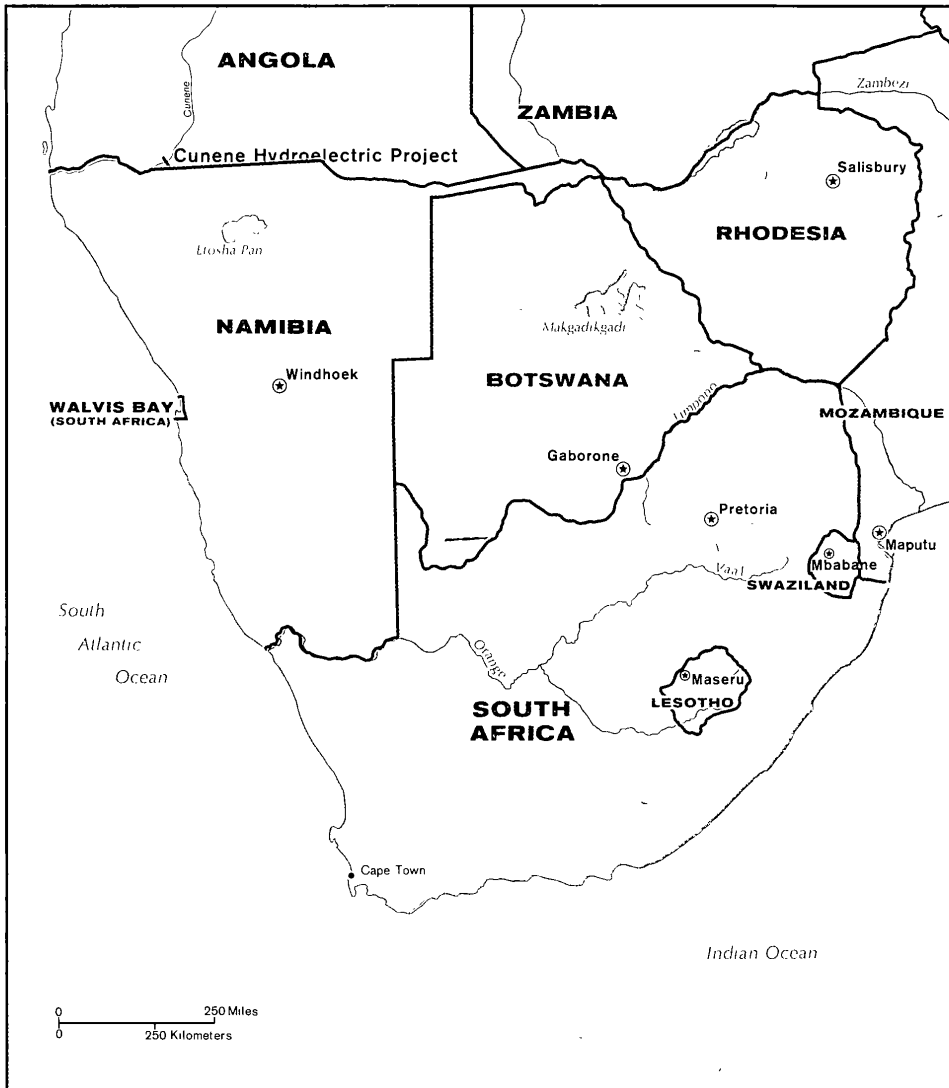 ANGOLA
Cunene
ZAMBIA
Zambezi
Cunene Hydroelectric Project
Salisbury
RHODESIA
Etosha Pan
NAMIBIA
Makgadikgadi
Windhoek
BOTSWANA
WALVIS BAY
(SOUTH AFRICA)
Limpopo
MOZAMBIQUE
Gaborone
Pretoria
Maputu
Mbabane
Vaal
SWAZILAND
South
Atlantic
Ocean
Orange
Maseru
LESOTHO
SOUTH
AFRICA
Cape Town
Indian Ocean
0 250 Miles
0 250 Kilometers